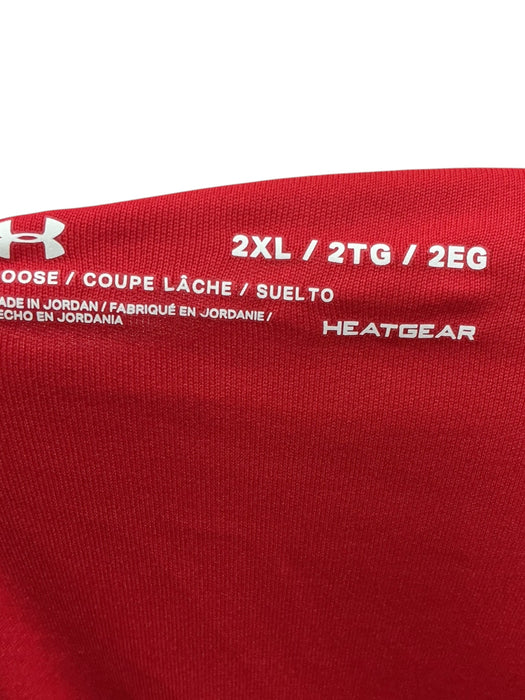 2XL / 2TG / 2EG
OOSE / COUPE LÂCHE / SUELTO
ADE IN JORDAN / FABRIQUÉ EN JORDANIE /
ECHO EN JORDANIA
HEATGEAR